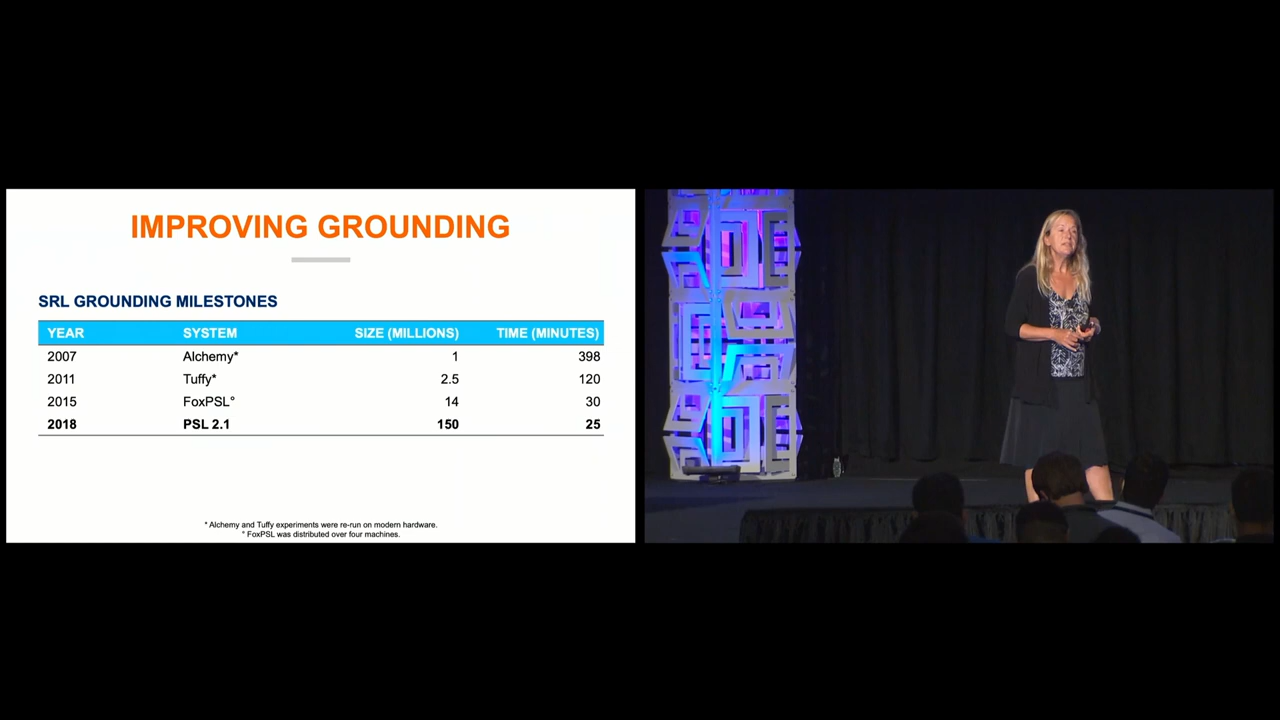 IMPROVING GROUNDING
SRL GROUNDING MILESTONES
YEAR SYSTEM SIZE (MILLIONS) TIME (MINUTES)
2007 Alchemy* 1 398
2011 Tuffy* 2.5 120
2015 FoxPSL° 14 30
2018 PSL 2.1 150 25
* Alchemy and Tuffy experiments were re-run on modern hardware.
* FoxPSL was distributed over four machines.